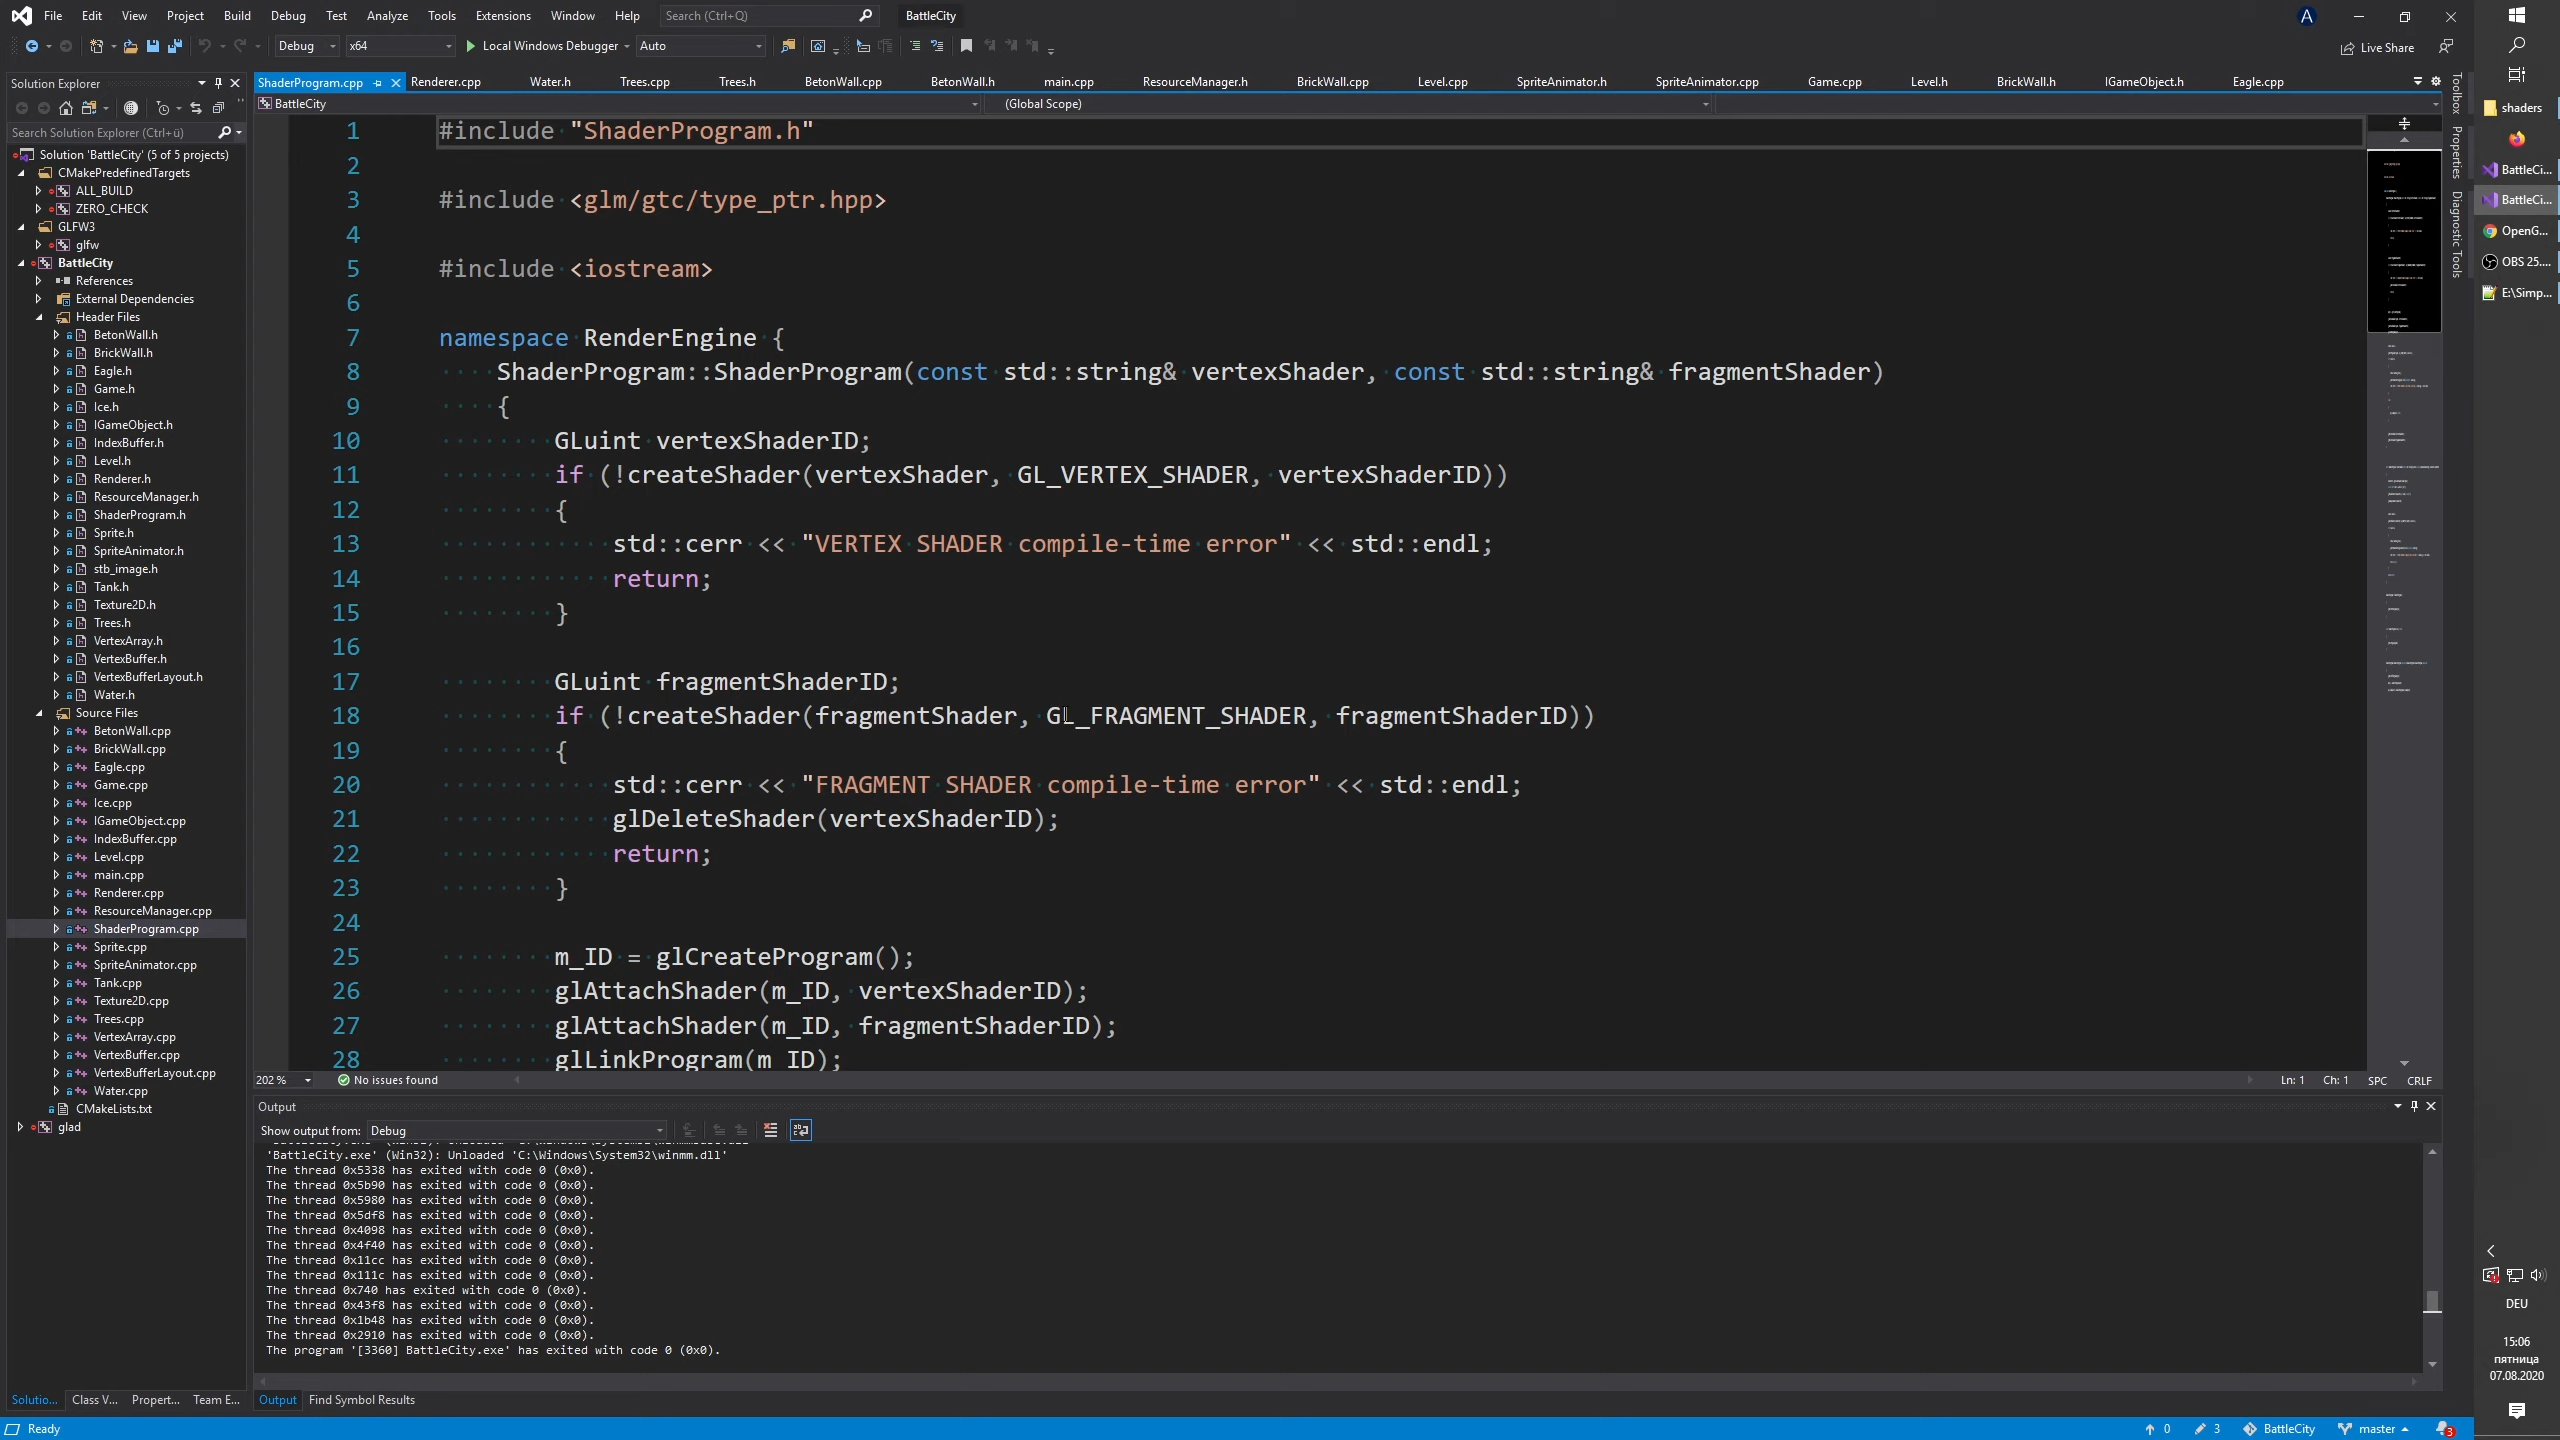 File Edit View Project Build Debug Test Analyze Tools Extensions Window Help Search (Ctrl+Q) BattleCity A
Debug x64 Local Windows Debugger Auto Live Share
Solution Explorer
Search Solution Explorer (Ctrl+ü)
Solution 'BattleCity' (5 of 5 projects)
CMakePredefinedTargets
ALL_BUILD
ZERO_CHECK
GLFW3
glfw
BattleCity
References
External Dependencies
Header Files
BetonWall.h
BrickWall.h
Eagle.h
Game.h
Ice.h
IGameObject.h
IndexBuffer.h
Level.h
Renderer.h
ResourceManager.h
ShaderProgram.h
Sprite.h
SpriteAnimator.h
stb_image.h
Tank.h
Texture2D.h
Trees.h
VertexArray.h
VertexBuffer.h
VertexBufferLayout.h
Water.h
Source Files
BetonWall.cpp
BrickWall.cpp
Eagle.cpp
Game.cpp
Ice.cpp
IGameObject.cpp
IndexBuffer.cpp
Level.cpp
main.cpp
Renderer.cpp
ResourceManager.cpp
ShaderProgram.cpp
Sprite.cpp
SpriteAnimator.cpp
Tank.cpp
Texture2D.cpp
Trees.cpp
VertexArray.cpp
VertexBuffer.cpp
VertexBufferLayout.cpp
Water.cpp
CMakeLists.txt
glad
Solutio... Class V... Propert... Team E...
ShaderProgram.cpp Renderer.cpp Water.h Trees.cpp Trees.h BetonWall.cpp BetonWall.h main.cpp ResourceManager.h BrickWall.cpp Level.cpp SpriteAnimator.h SpriteAnimator.cpp Game.cpp Level.h BrickWall.h IGameObject.h Eagle.cpp
BattleCity (Global Scope)
1 #include "ShaderProgram.h"
2
3 #include <glm/gtc/type_ptr.hpp>
4
5 #include <iostream>
6
7 namespace RenderEngine {
8 ShaderProgram::ShaderProgram(const std::string& vertexShader, const std::string& fragmentShader)
9 {
10 GLuint vertexShaderID;
11 if (!createShader(vertexShader, GL_VERTEX_SHADER, vertexShaderID))
12 {
13 std::cerr << "VERTEX SHADER compile-time error" << std::endl;
14 return;
15 }
16
17 GLuint fragmentShaderID;
18 if (!createShader(fragmentShader, GL_FRAGMENT_SHADER, fragmentShaderID))
19 {
20 std::cerr << "FRAGMENT SHADER compile-time error" << std::endl;
21 glDeleteShader(vertexShaderID);
22 return;
23 }
24
25 m_ID = glCreateProgram();
26 glAttachShader(m_ID, vertexShaderID);
27 glAttachShader(m_ID, fragmentShaderID);
28 glLinkProgram(m_ID);
202 % No issues found Ln: 1 Ch: 1 SPC CRLF
Output
Show output from: Debug
'BattleCity.exe' (Win32): Unloaded 'C:\Windows\System32\winmm.dll'
The thread 0x5338 has exited with code 0 (0x0).
The thread 0x5b90 has exited with code 0 (0x0).
The thread 0x5980 has exited with code 0 (0x0).
The thread 0x5df8 has exited with code 0 (0x0).
The thread 0x4098 has exited with code 0 (0x0).
The thread 0x4f40 has exited with code 0 (0x0).
The thread 0x11cc has exited with code 0 (0x0).
The thread 0x111c has exited with code 0 (0x0).
The thread 0x740 has exited with code 0 (0x0).
The thread 0x43f8 has exited with code 0 (0x0).
The thread 0x1b48 has exited with code 0 (0x0).
The thread 0x2910 has exited with code 0 (0x0).
The program '[3360] BattleCity.exe' has exited with code 0 (0x0).
Output Find Symbol Results
Ready 0 3 BattleCity master 3
Toolbox
Properties
Diagnostic Tools
shaders
BattleCi...
BattleCi...
OpenG...
OBS 25....
E:\Simp...
DEU
15:06
пятница
07.08.2020